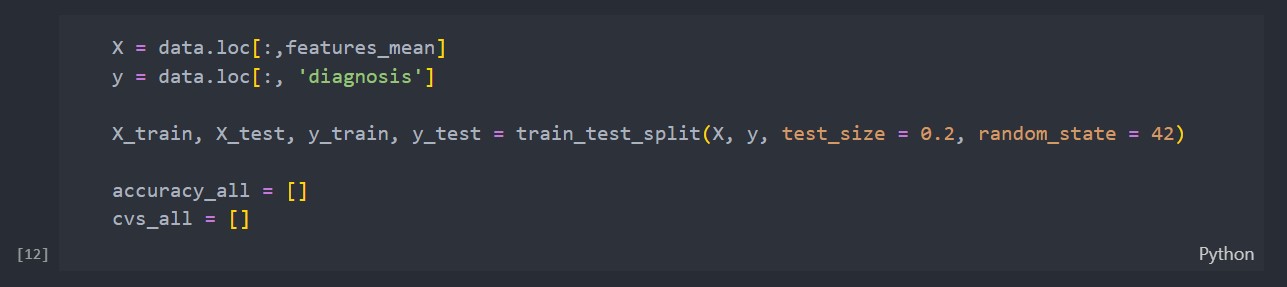 X = data.loc[:,features_mean]
y = data.loc[:, 'diagnosis']
X_train, X_test, y_train, y_test = train_test_split(X, y, test_size = 0.2, random_state = 42)
accuracy_all = []
cvs_all = []
[12]
Python